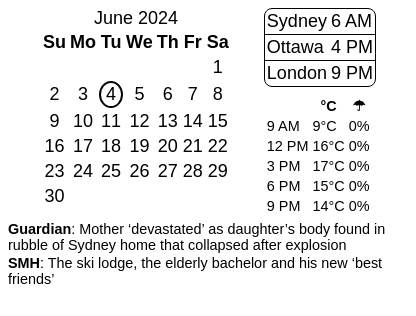 June 2024
Su Mo Tu We Th Fr Sa
1
2 3 4 5 6 7 8
9 10 11 12 13 14 15
16 17 18 19 20 21 22
23 24 25 26 27 28 29
30
Sydney 6 AM
Ottawa 4 PM
London 9 PM
°C ☂
9 AM 9°C 0%
12 PM 16°C 0%
3 PM 17°C 0%
6 PM 15°C 0%
9 PM 14°C 0%
Guardian: Mother ‘devastated’ as daughter’s body found in
rubble of Sydney home that collapsed after explosion
SMH: The ski lodge, the elderly bachelor and his new ‘best
friends’